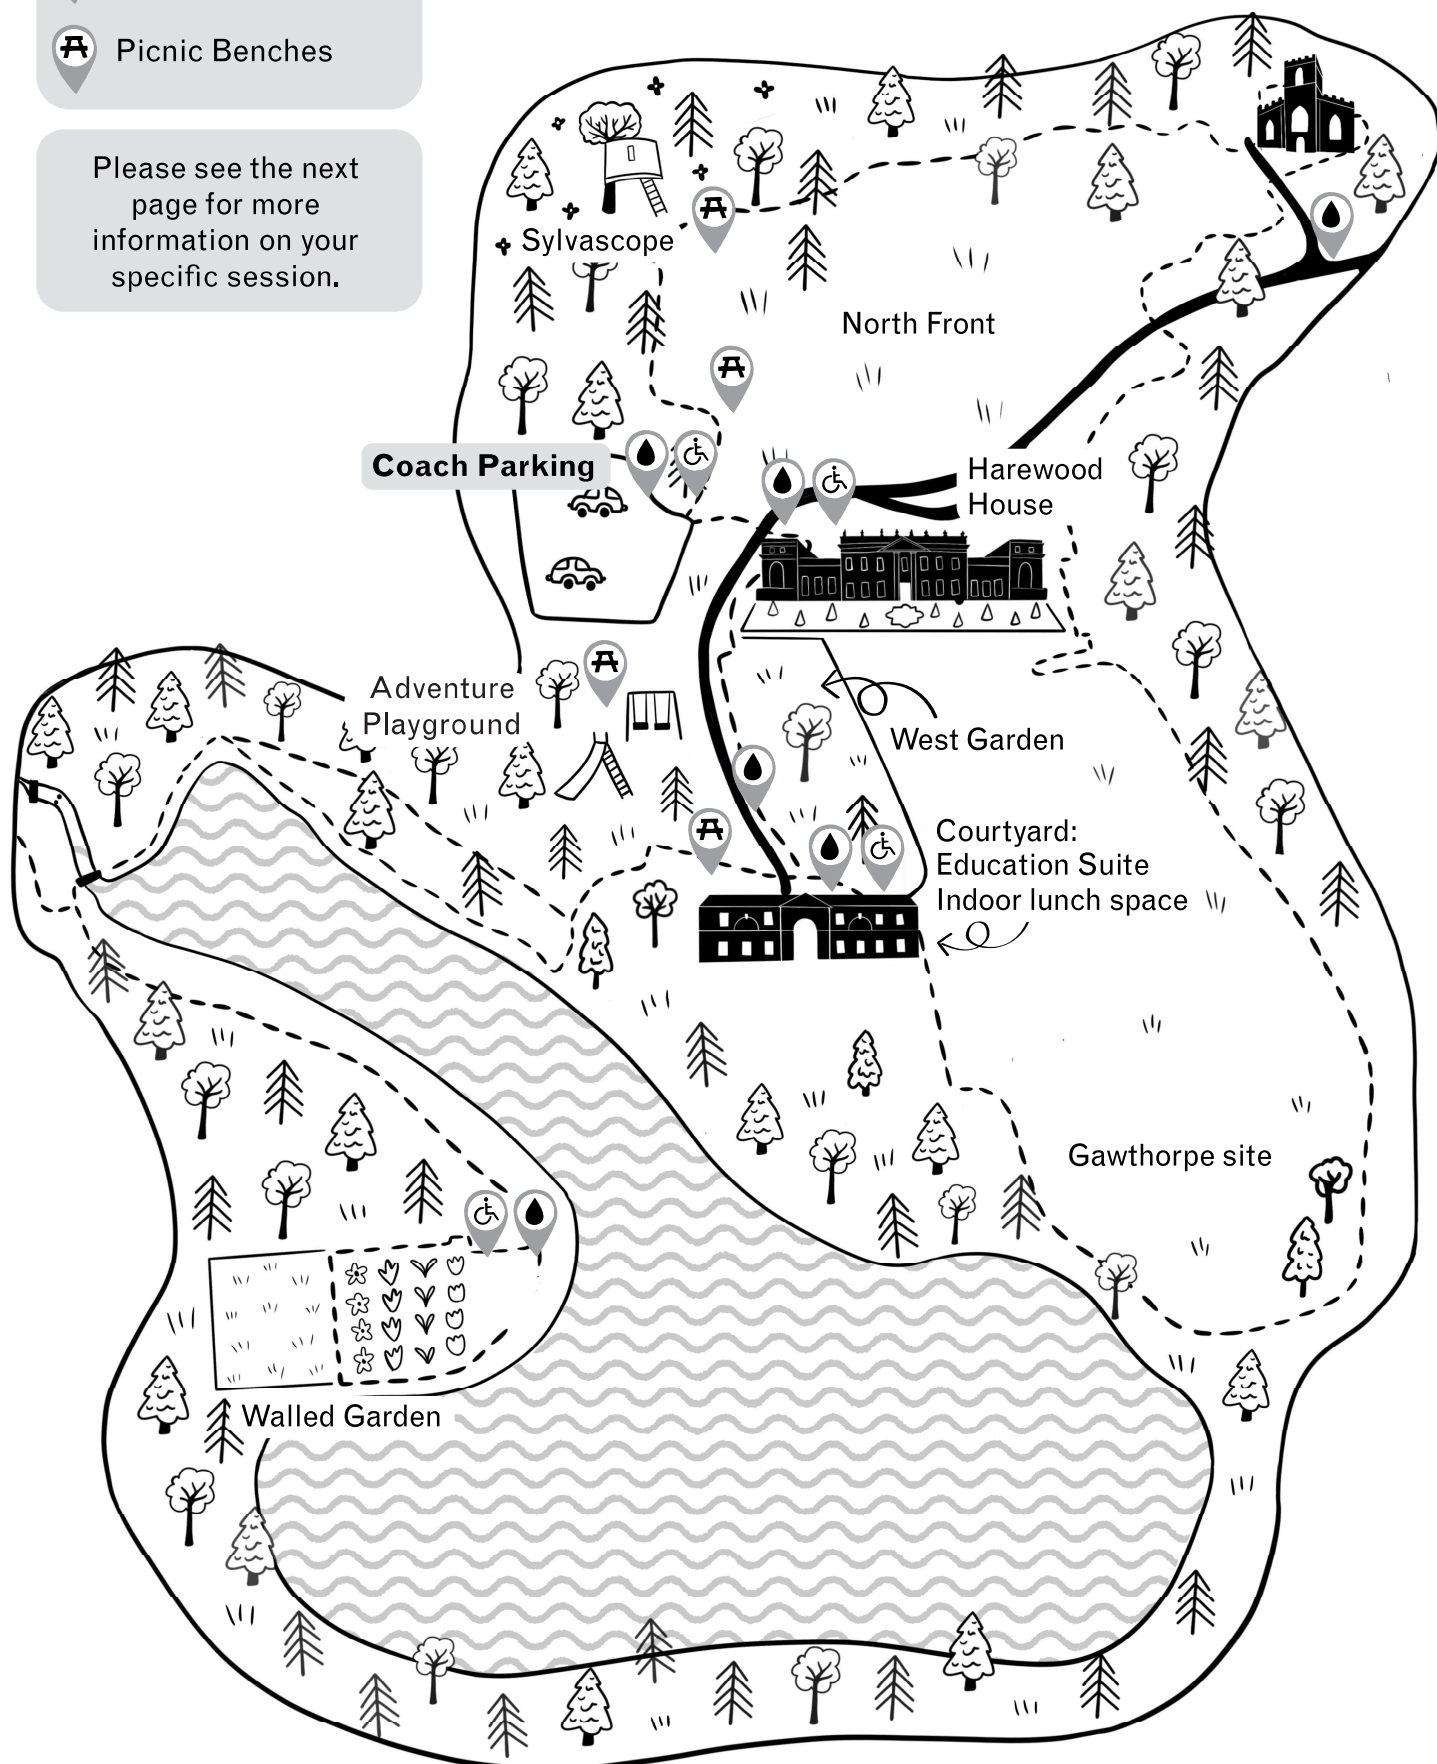 Picnic Benches
Please see the next
page for more
information on your
specific session.
Sylvascope
North Front
Coach Parking
Harewood
House
Adventure
Playground
West Garden
Courtyard:
Education Suite
Indoor lunch space
Gawthorpe site
Walled Garden